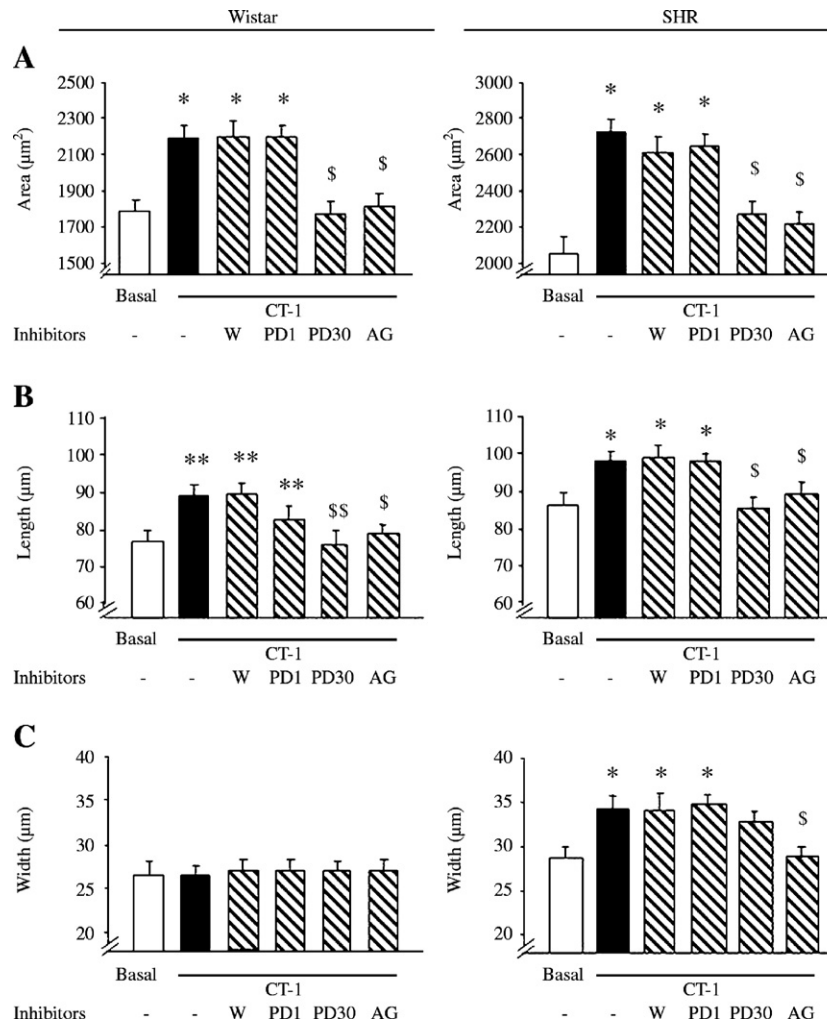 Wistar SHR
A
2500 3000
* * * * * *
2300 2800
Area (µm²) Area (µm²)
2100 2600
$ $ $ $
1900 2400
1700 2200
1500 2000
Basal Basal
CT-1 CT-1
Inhibitors - - W PD1 PD30 AG - - W PD1 PD30 AG
B
110 110
100 ** ** ** 100 * * *
Length (µm) Length (µm)
90 $$ $ 90 $ $
80 80
70 70
60 60
Basal Basal
CT-1 CT-1
Inhibitors - - W PD1 PD30 AG - - W PD1 PD30 AG
C
40 40
* * *
35 35
Width (µm) Width (µm)
30 30 $
25 25
20 20
Basal Basal
CT-1 CT-1
Inhibitors - - W PD1 PD30 AG - - W PD1 PD30 AG